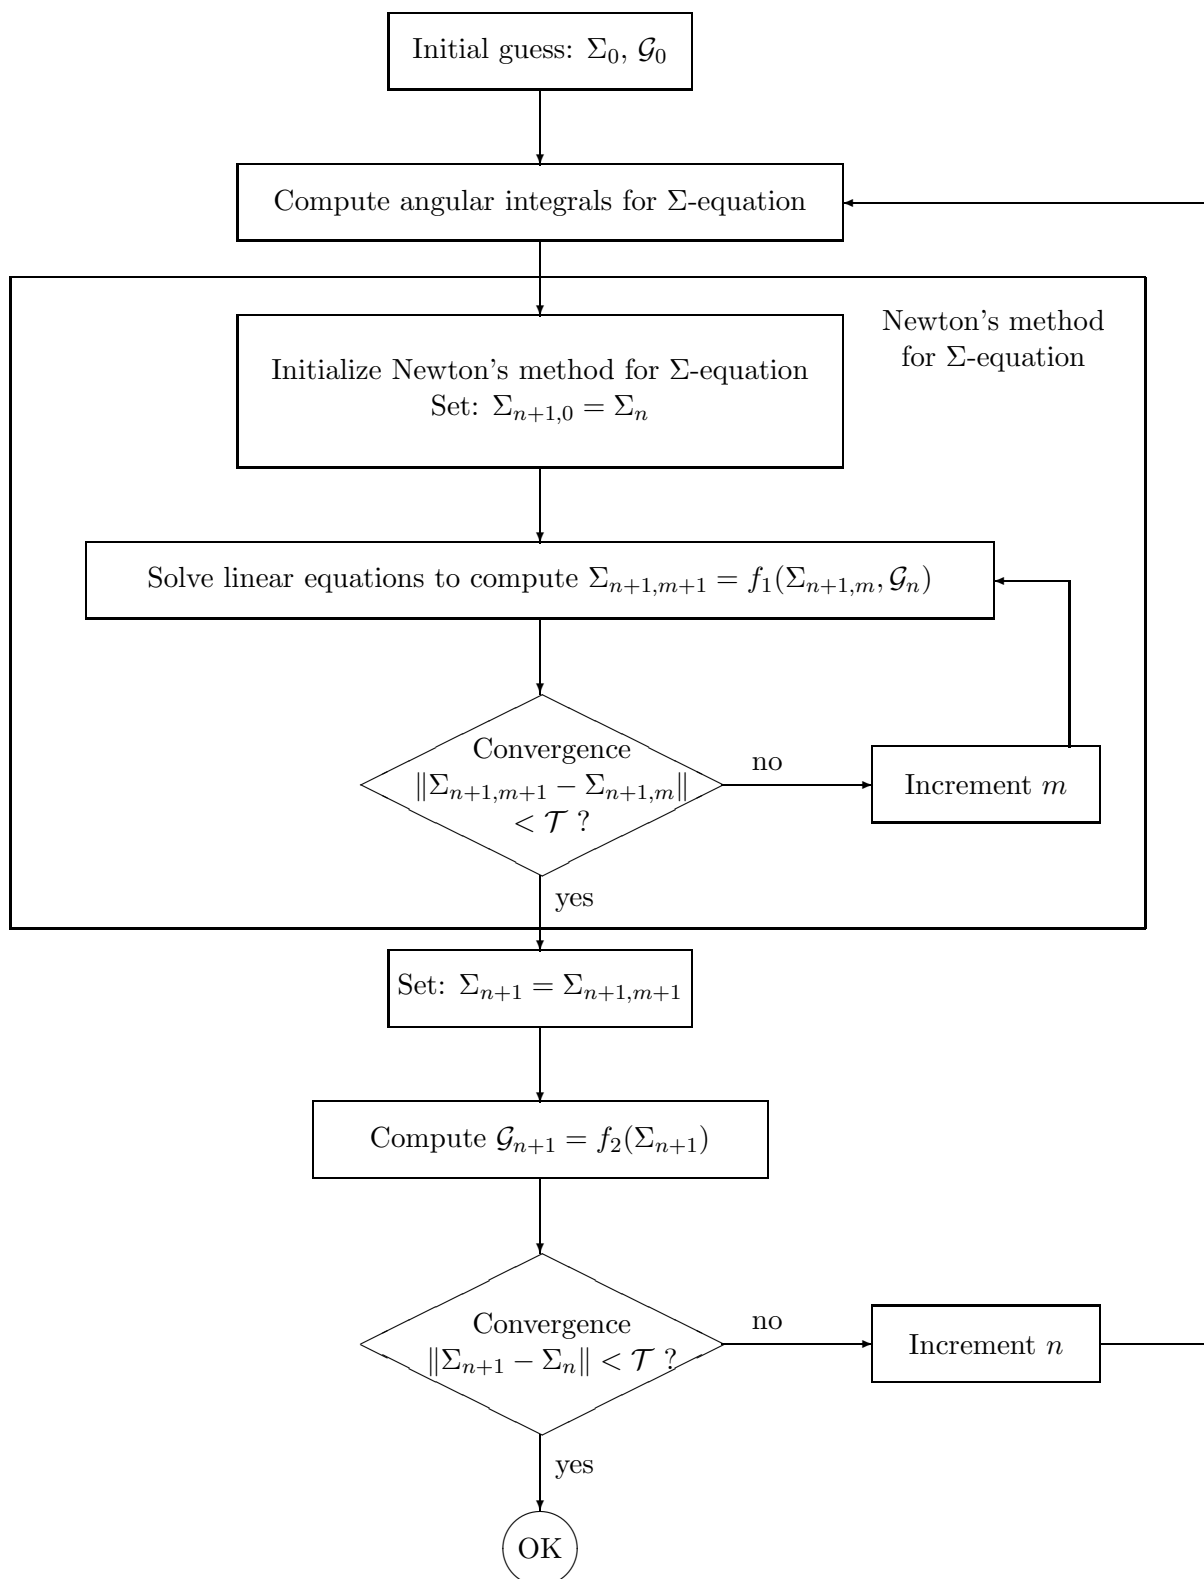 Initial guess: Σ₀, 𝒢₀
Compute angular integrals for Σ-equation
Newton's method
for Σ-equation
Initialize Newton's method for Σ-equation
Set: Σₙ₊₁,₀ = Σₙ
Solve linear equations to compute Σₙ₊₁,ₘ₊₁ = f₁(Σₙ₊₁,ₘ, 𝒢ₙ)
Convergence
‖Σₙ₊₁,ₘ₊₁ − Σₙ₊₁,ₘ‖
< 𝒯 ?
no
Increment m
yes
Set: Σₙ₊₁ = Σₙ₊₁,ₘ₊₁
Compute 𝒢ₙ₊₁ = f₂(Σₙ₊₁)
Convergence
‖Σₙ₊₁ − Σₙ‖ < 𝒯 ?
no
Increment n
yes
OK